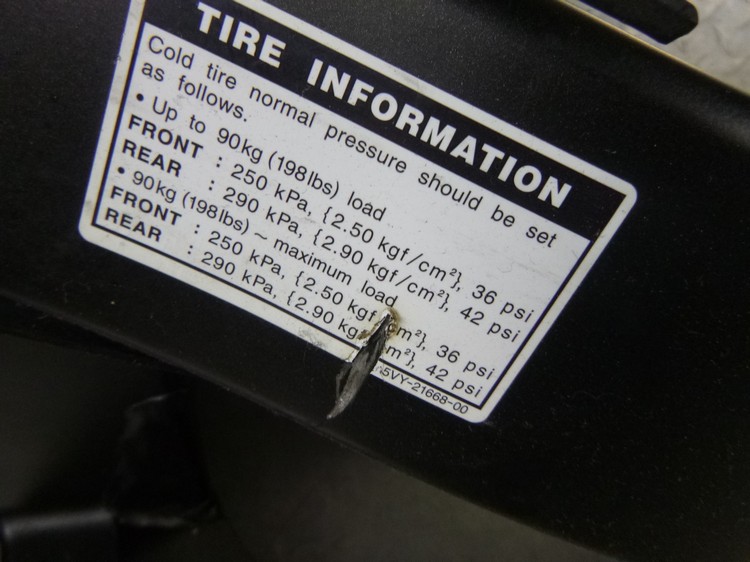 TIRE INFORMATION
Cold tire normal pressure should be set
as follows.
• Up to 90kg (198lbs) load
FRONT : 250 kPa, {2.50 kgf/cm²}, 36 psi
REAR : 290 kPa, {2.90 kgf/cm²}, 42 psi
• 90kg (198lbs) ~ maximum load
FRONT : 250 kPa, {2.50 kgf/cm²}, 36 psi
REAR : 290 kPa, {2.90 kg cm²}, 42 psi
5VY-21668-00